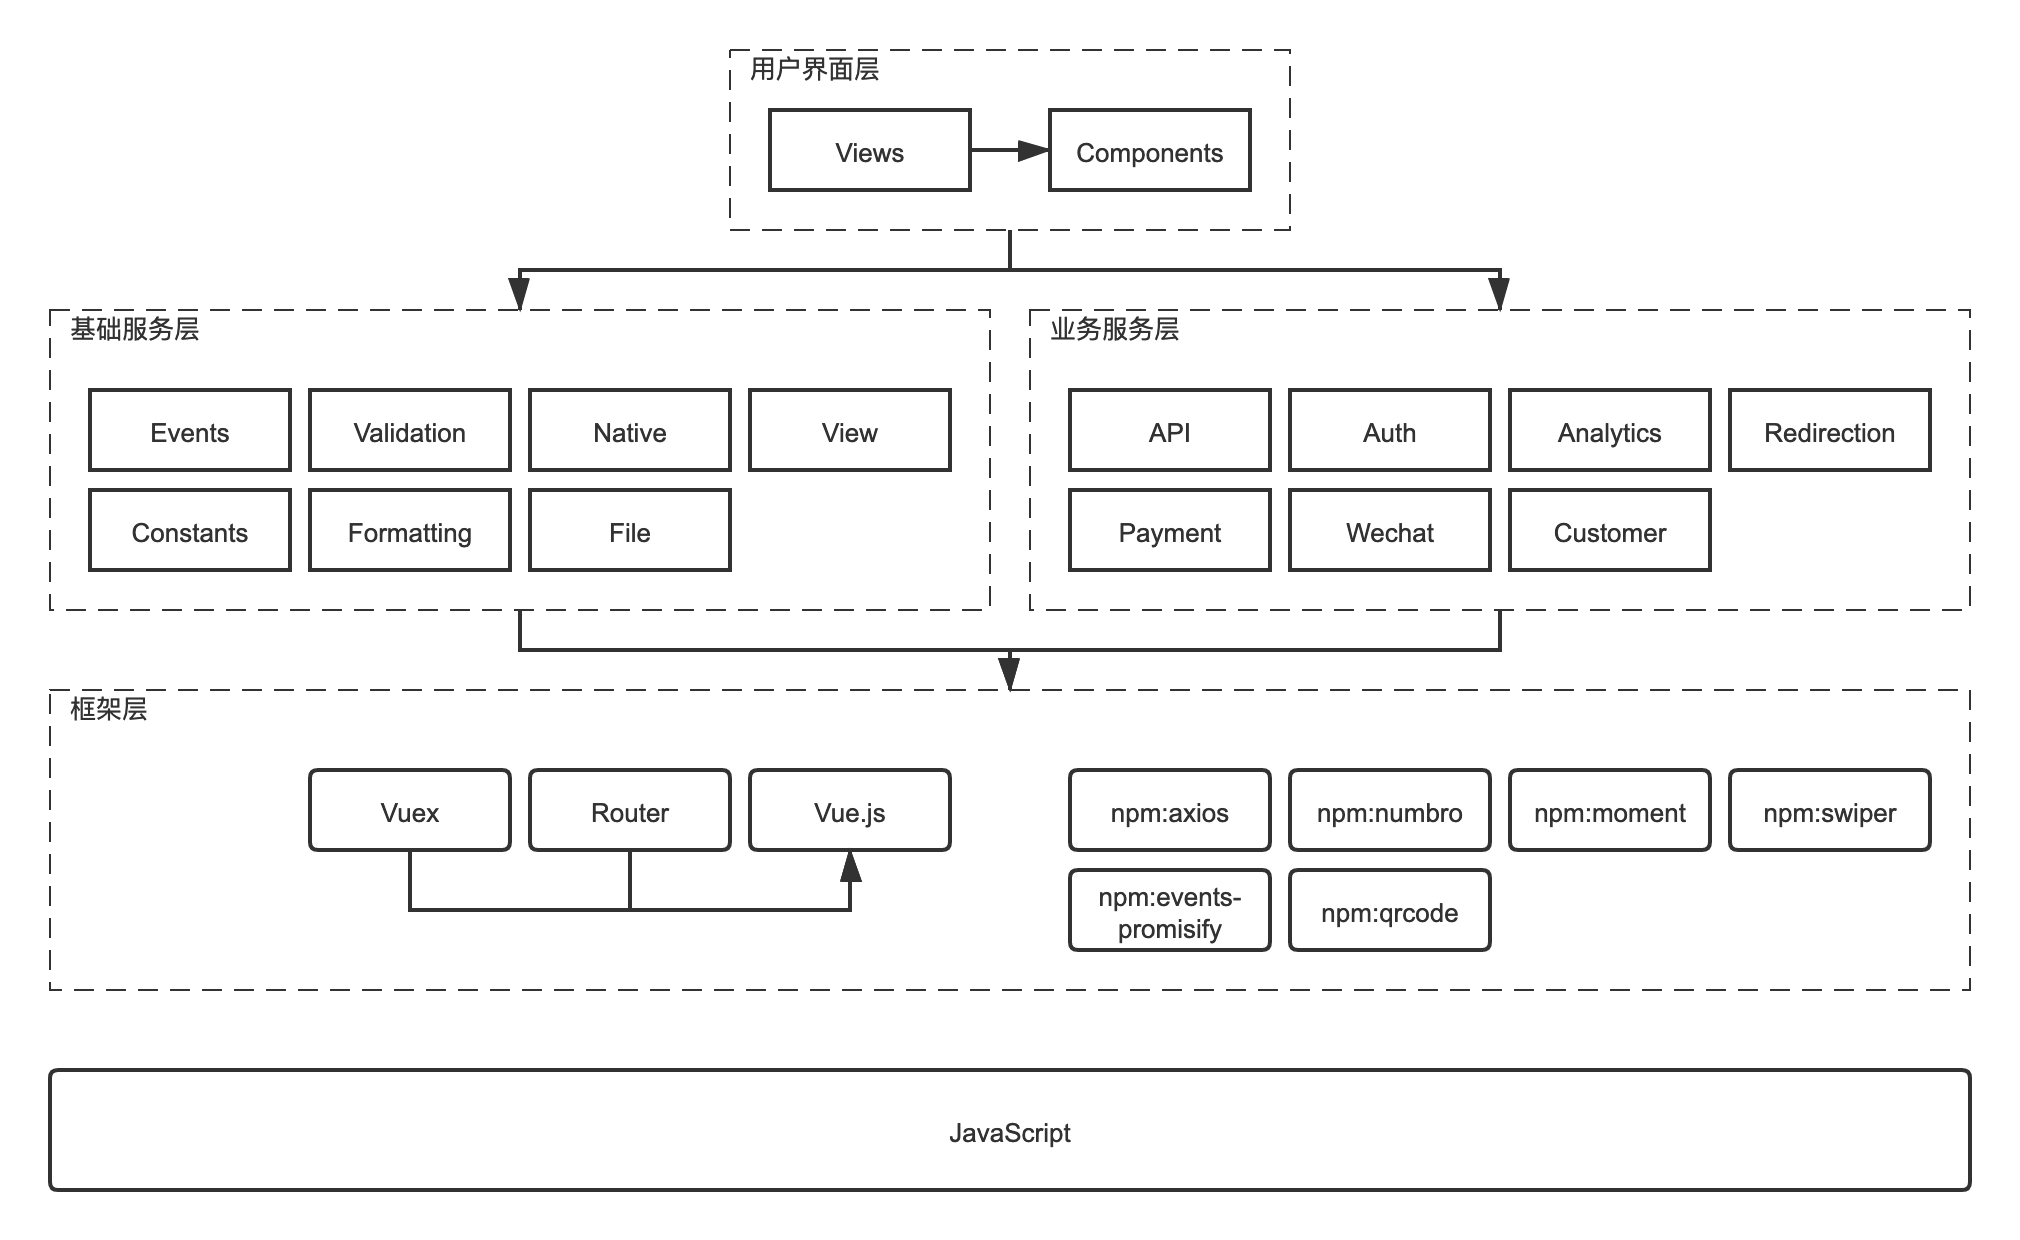 用户界面层
Views
Components
基础服务层
Events
Validation
Native
View
Constants
Formatting
File
业务服务层
API
Auth
Analytics
Redirection
Payment
Wechat
Customer
框架层
Vuex
Router
Vue.js
npm:axios
npm:numbro
npm:moment
npm:swiper
npm:events-
promisify
npm:qrcode
JavaScript